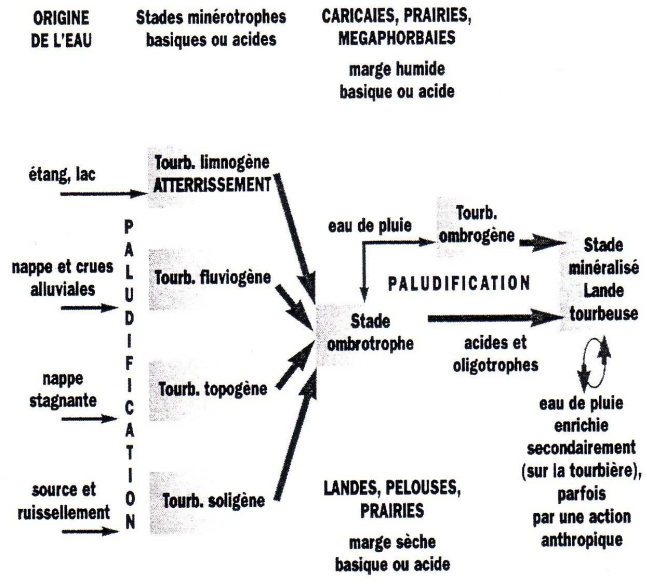 ORIGINE
DE L'EAU
Stades minérotrophes
basiques ou acides
CARICAIES, PRAIRIES,
MEGAPHORBAIES
marge humide
basique ou acide
étang, lac
Tourb. limnogène
ATTERRISSEMENT
PALUDIFICATION
nappe et crues
alluviales
Tourb. fluviogène
nappe
stagnante
Tourb. topogène
source et
ruissellement
Tourb. soligène
eau de pluie
Tourb.
ombrogène
PALUDIFICATION
Stade
ombrotrophe
acides et
oligotrophes
Stade
minéralisé
Lande
tourbeuse
eau de pluie
enrichie
secondairement
(sur la tourbière),
parfois
par une action
anthropique
LANDES, PELOUSES,
PRAIRIES
marge sèche
basique ou acide